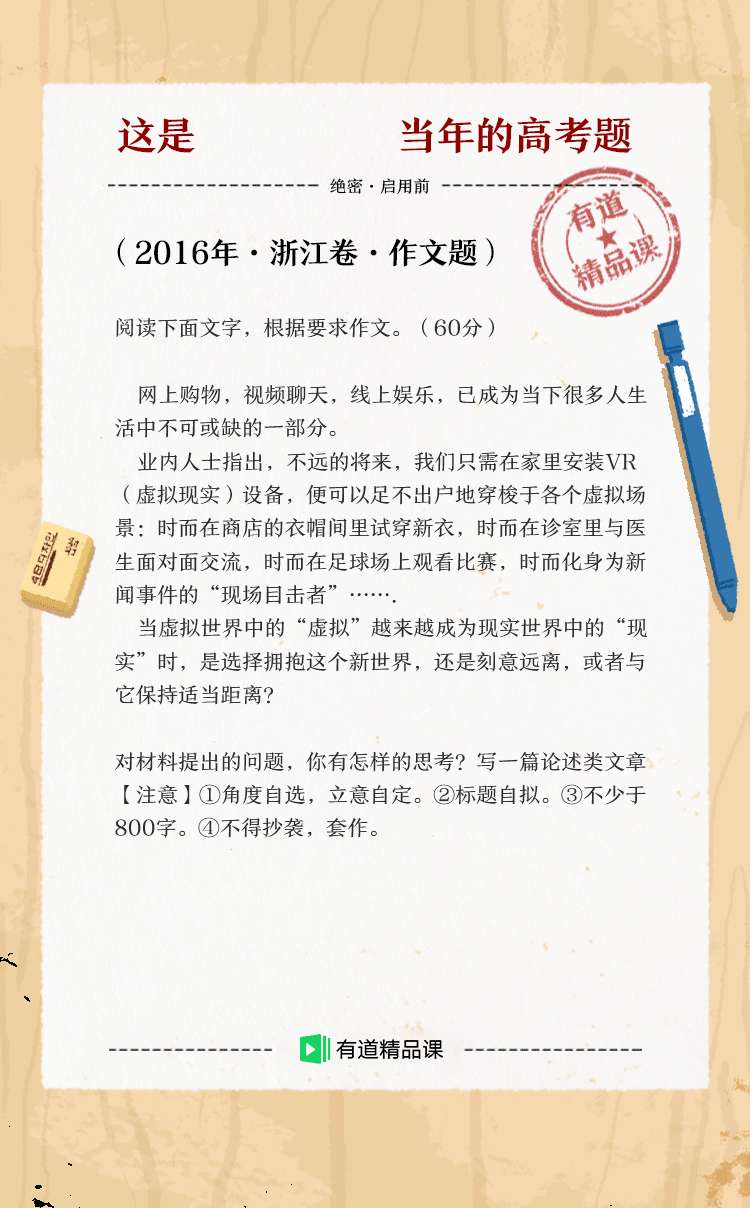 这是 当年的高考题
绝密·启用前
有道
精品课
（2016年·浙江卷·作文题）
阅读下面文字，根据要求作文。（60分）
网上购物，视频聊天，线上娱乐，已成为当下很多人生
活中不可或缺的一部分。
业内人士指出，不远的将来，我们只需在家里安装VR
（虚拟现实）设备，便可以足不出户地穿梭于各个虚拟场
景：时而在商店的衣帽间里试穿新衣，时而在诊室里与医
生面对面交流，时而在足球场上观看比赛，时而化身为新
闻事件的“现场目击者”…….
当虚拟世界中的“虚拟”越来越成为现实世界中的“现
实”时，是选择拥抱这个新世界，还是刻意远离，或者与
它保持适当距离？
对材料提出的问题，你有怎样的思考？写一篇论述类文章
【注意】①角度自选，立意自定。②标题自拟。③不少于
800字。④不得抄袭，套作。
有道精品课